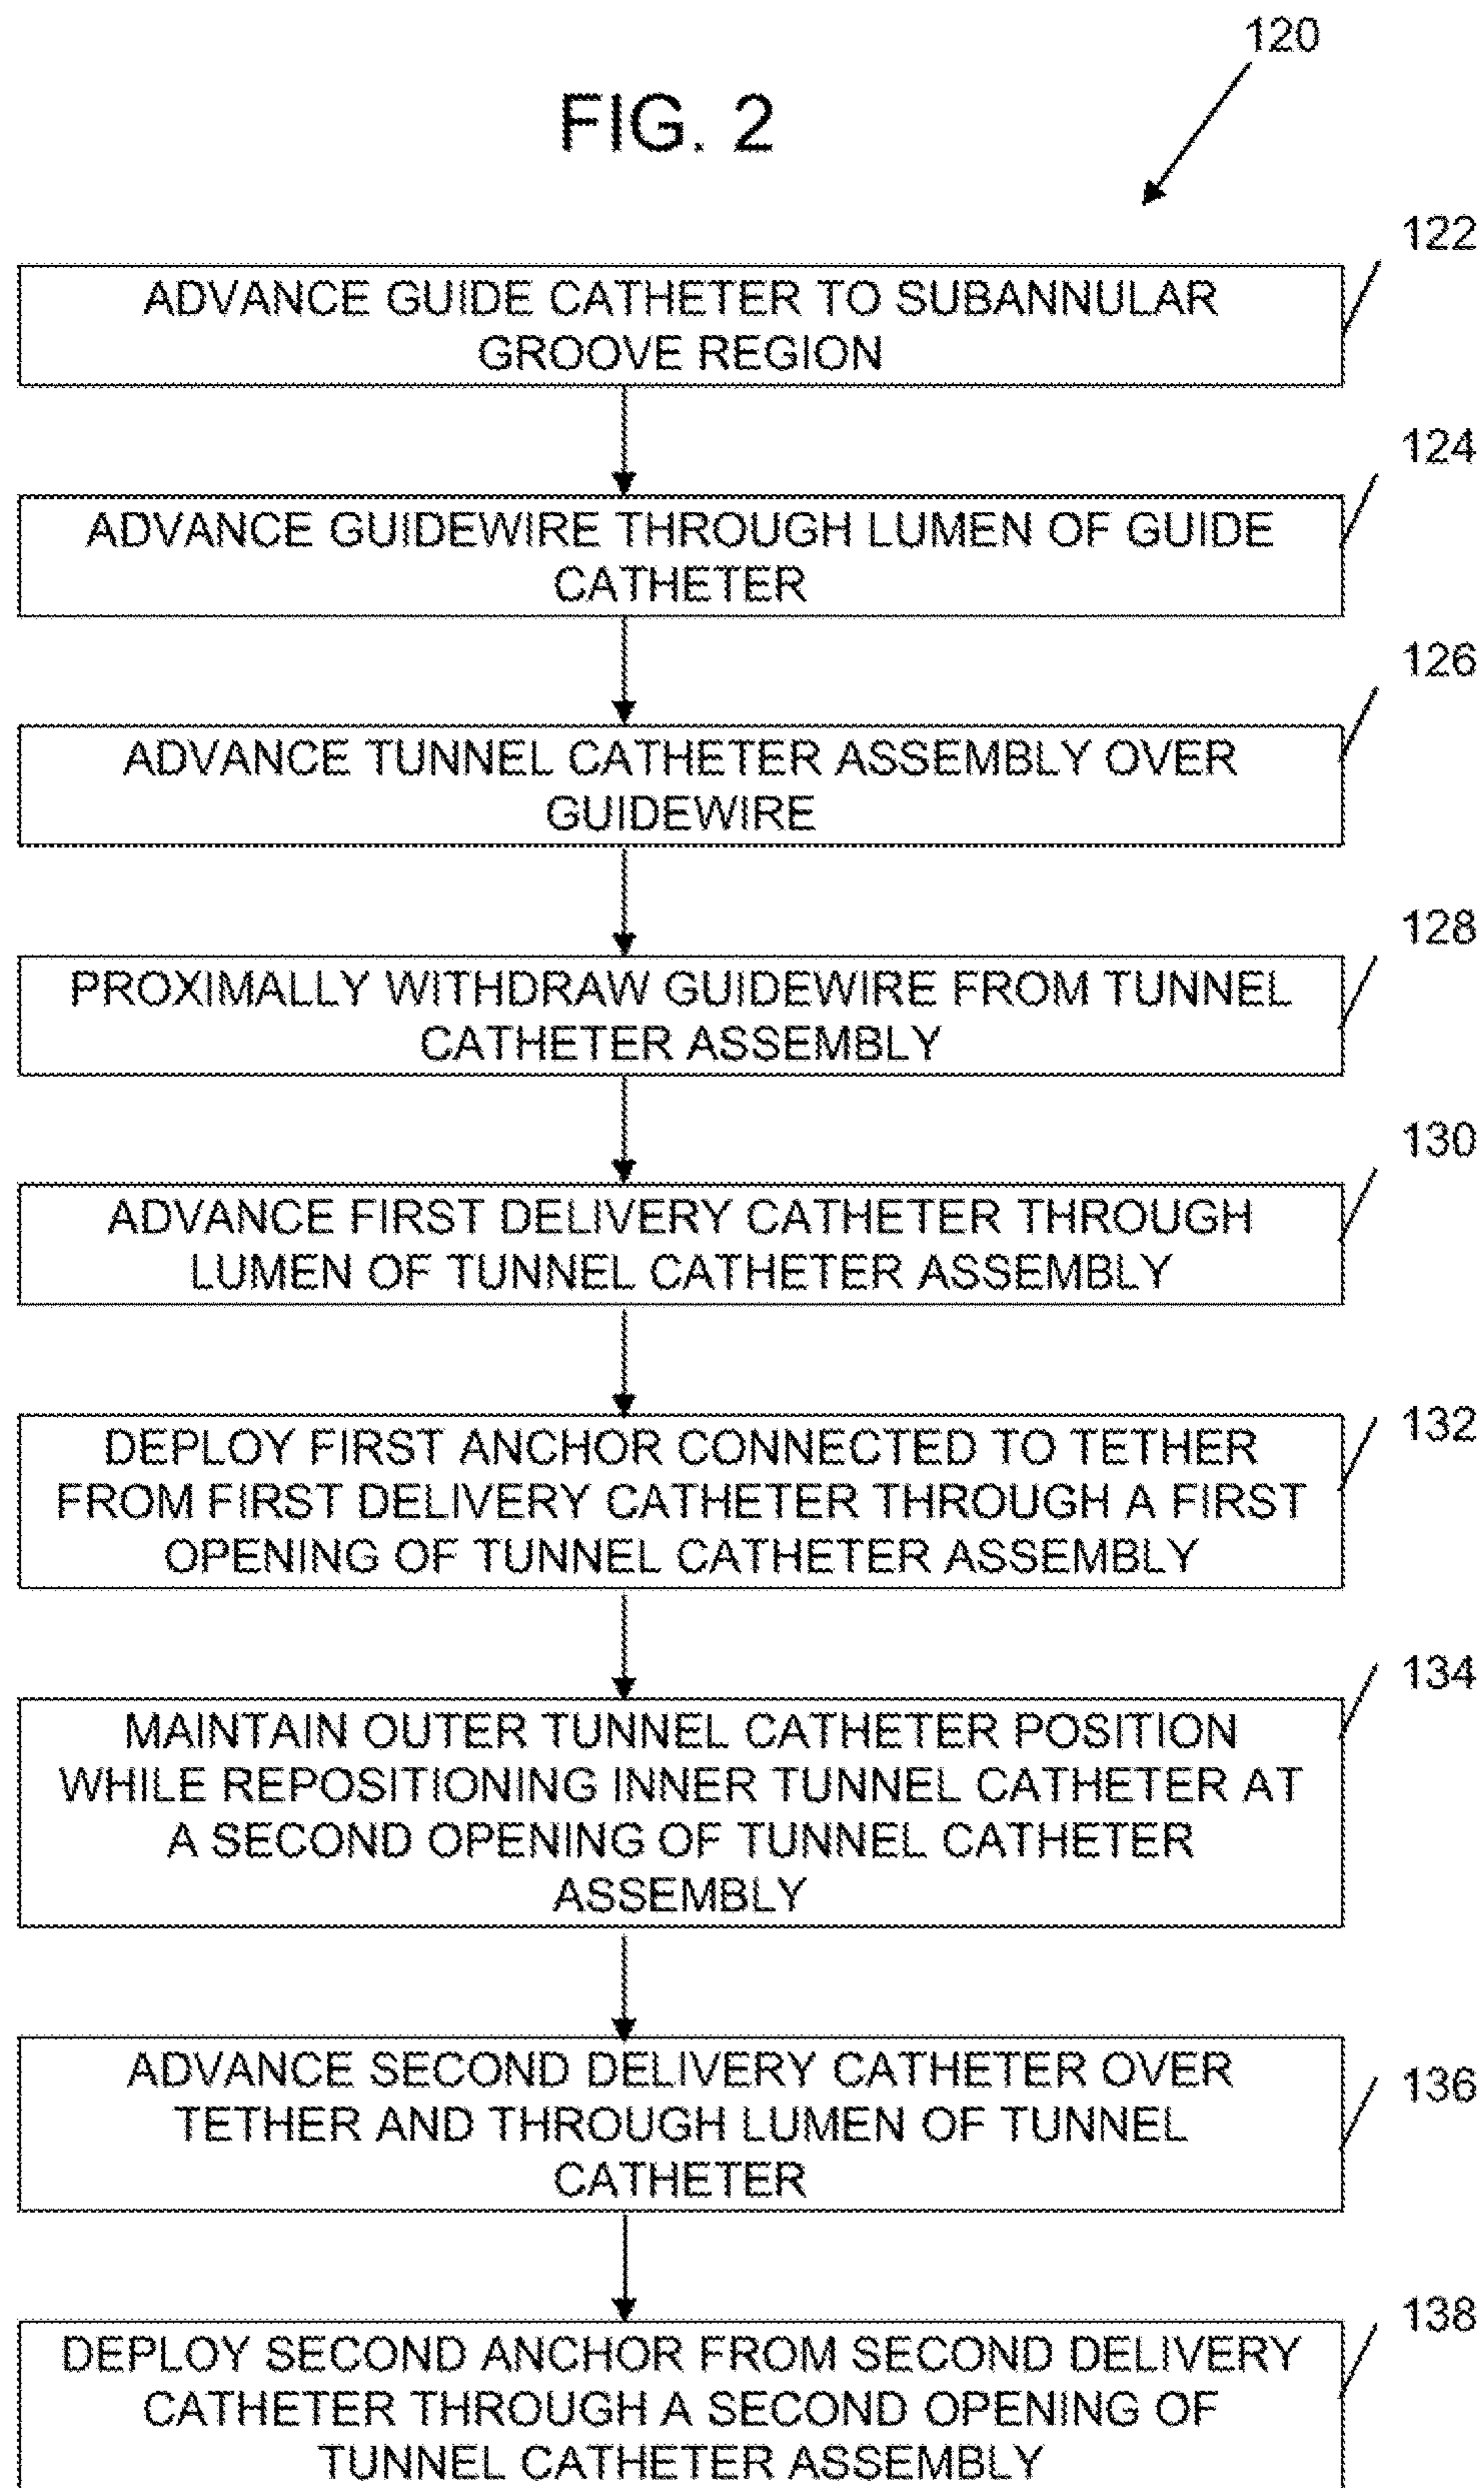 120
FIG. 2
122
ADVANCE GUIDE CATHETER TO SUBANNULAR
GROOVE REGION
124
ADVANCE GUIDEWIRE THROUGH LUMEN OF GUIDE
CATHETER
126
ADVANCE TUNNEL CATHETER ASSEMBLY OVER
GUIDEWIRE
128
PROXIMALLY WITHDRAW GUIDEWIRE FROM TUNNEL
CATHETER ASSEMBLY
130
ADVANCE FIRST DELIVERY CATHETER THROUGH
LUMEN OF TUNNEL CATHETER ASSEMBLY
132
DEPLOY FIRST ANCHOR CONNECTED TO TETHER
FROM FIRST DELIVERY CATHETER THROUGH A FIRST
OPENING OF TUNNEL CATHETER ASSEMBLY
134
MAINTAIN OUTER TUNNEL CATHETER POSITION
WHILE REPOSITIONING INNER TUNNEL CATHETER AT
A SECOND OPENING OF TUNNEL CATHETER
ASSEMBLY
136
ADVANCE SECOND DELIVERY CATHETER OVER
TETHER AND THROUGH LUMEN OF TUNNEL
CATHETER
138
DEPLOY SECOND ANCHOR FROM SECOND DELIVERY
CATHETER THROUGH A SECOND OPENING OF
TUNNEL CATHETER ASSEMBLY